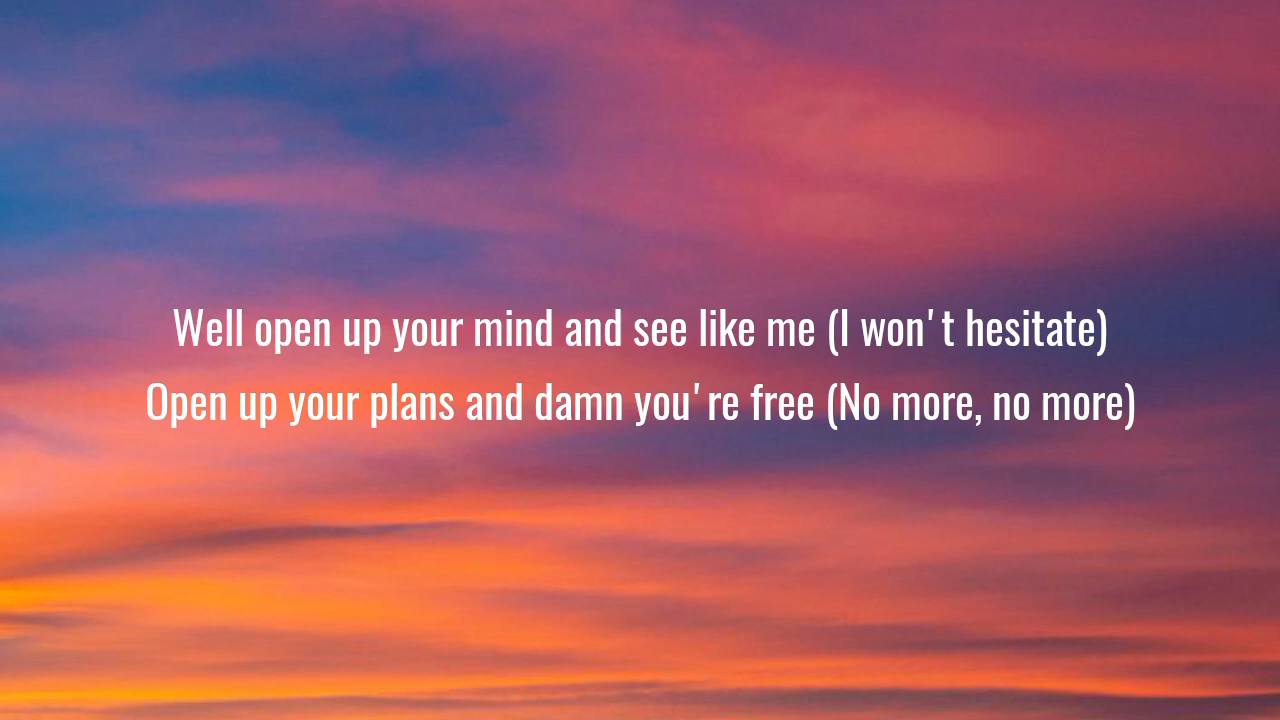 Well open up your mind and see like me (I won't hesitate)
Open up your plans and damn you're free (No more, no more)